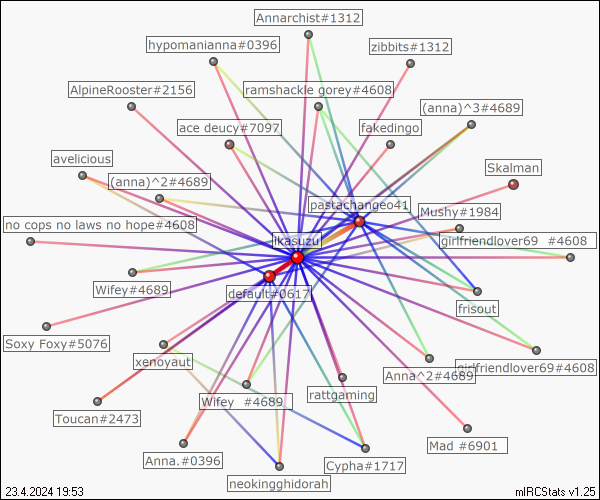 Annarchist#1312
hypomanianna#0396
zibbits#1312
AlpineRooster#2156
ramshackle gorey#4608
(anna)^3#4689
ace deucy#7097
fakedingo
avelicious
Skalman
(anna)^2#4689
pastachangeo41
Mushy#1984
no cops no laws no hope#4608
ikasuzu
girlfriendlover69 #4608
Wifey#4689
default#0617
frisout
Soxy Foxy#5076
xenoyaut
Anna^2#4689
girlfriendlover69#4608
rattgaming
Wifey #4689
Toucan#2473
Mad #6901
Anna.#0396
Cypha#1717
neokingghidorah
23.4.2024 19:53
mIRCStats v1.25